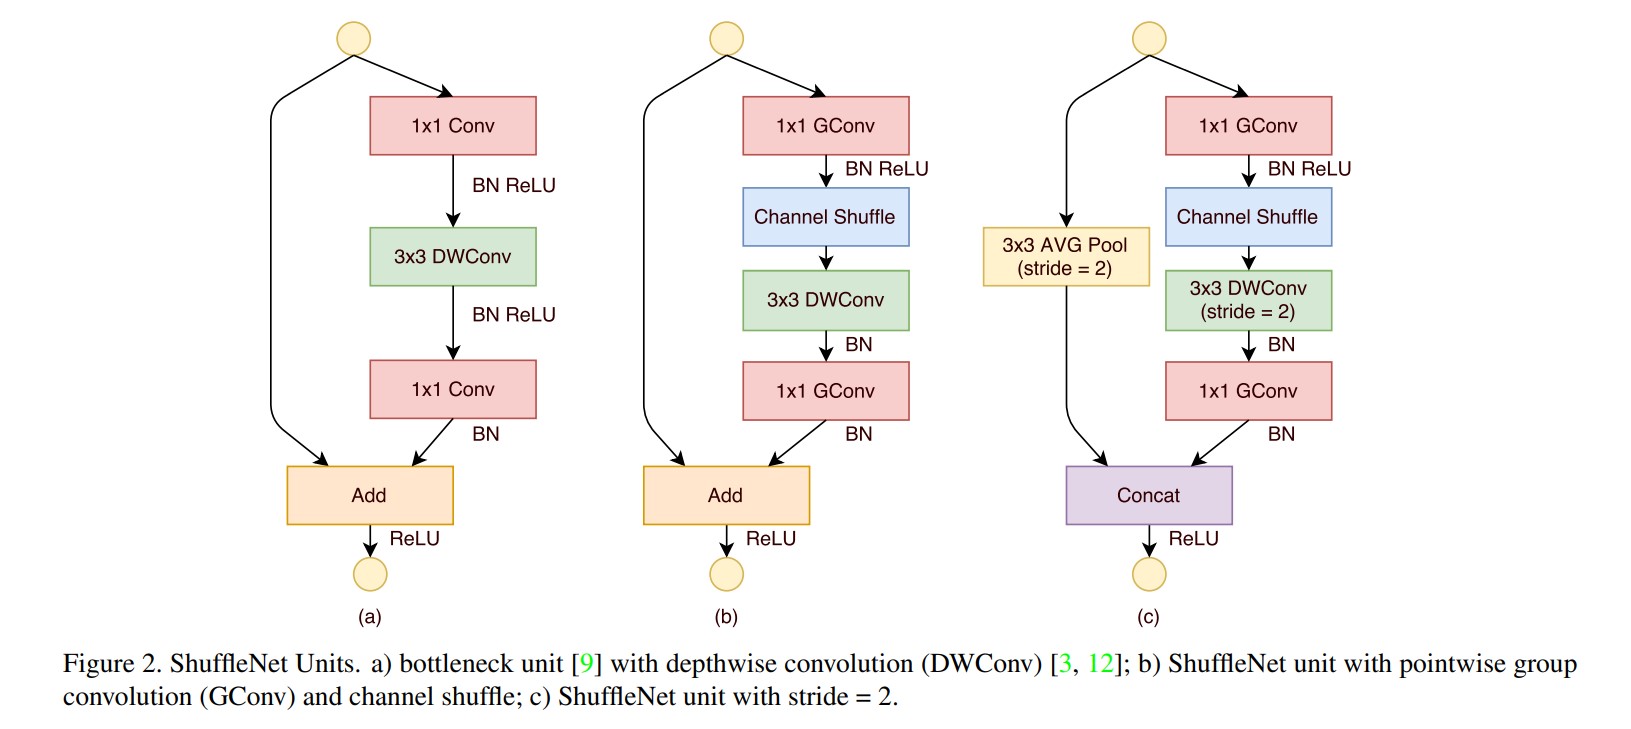 1x1 Conv
BN ReLU
3x3 DWConv
BN ReLU
1x1 Conv
BN
Add
ReLU
(a)
1x1 GConv
BN ReLU
Channel Shuffle
3x3 DWConv
BN
1x1 GConv
BN
Add
ReLU
(b)
3x3 AVG Pool
(stride = 2)
1x1 GConv
BN ReLU
Channel Shuffle
3x3 DWConv
(stride = 2)
BN
1x1 GConv
BN
Concat
ReLU
(c)
Figure 2. ShuffleNet Units. a) bottleneck unit [9] with depthwise convolution (DWConv) [3, 12]; b) ShuffleNet unit with pointwise group
convolution (GConv) and channel shuffle; c) ShuffleNet unit with stride = 2.